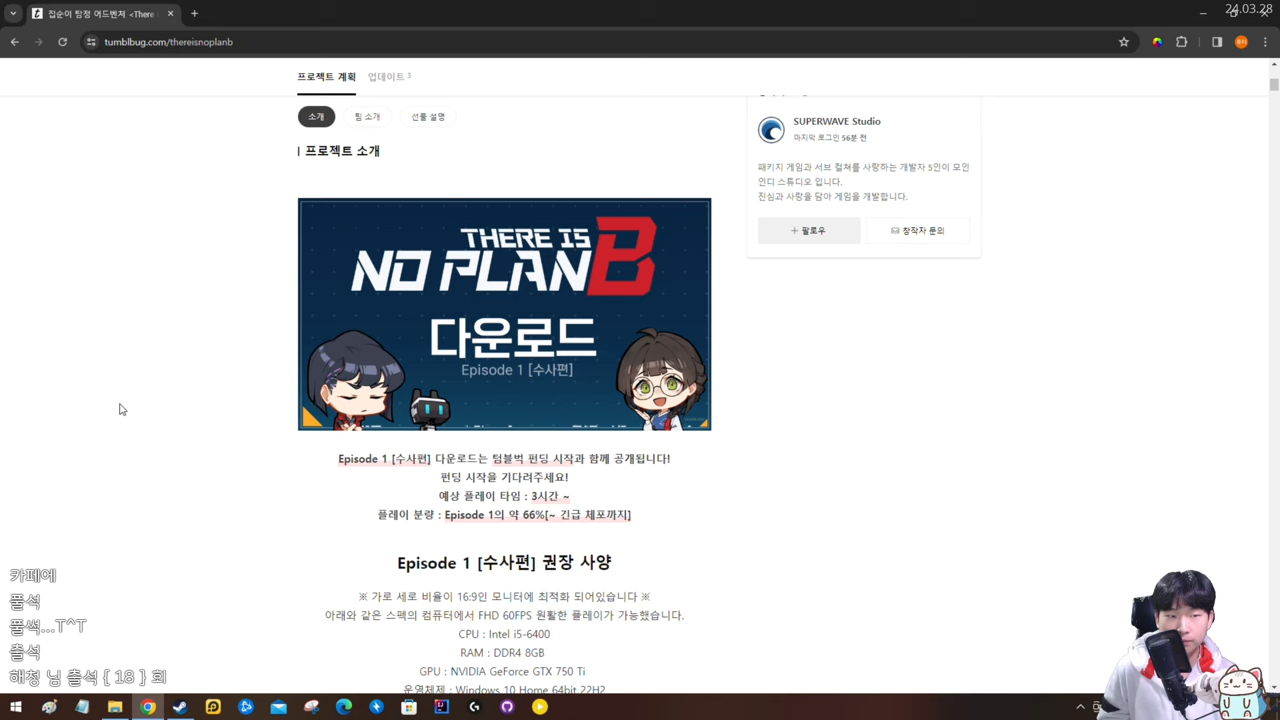 집순이 탐정 어드벤처 <There I
24.03.28
tumblbug.com/thereisnoplanb
프로젝트 계획 업데이트 3
소개 팀 소개 선물 설명
프로젝트 소개
SUPERWAVE Studio
마지막 로그인 56분 전
패키지 게임과 서브 컬쳐를 사랑하는 개발자 5인이 모인
인디 스튜디오 입니다.
진심과 사랑을 담아 게임을 개발합니다.
+ 팔로우 창작자 문의
THERE IS
NO PLAN B
다운로드
Episode 1 [수사편]
Episode 1 [수사편] 다운로드는 텀블벅 펀딩 시작과 함께 공개됩니다!
펀딩 시작을 기다려주세요!
예상 플레이 타임 : 3시간 ~
플레이 분량 : Episode 1의 약 66%[~ 긴급 체포까지]
Episode 1 [수사편] 권장 사양
※ 가로 세로 비율이 16:9인 모니터에 최적화 되어있습니다 ※
아래와 같은 스펙의 컴퓨터에서 FHD 60FPS 원활한 플레이가 가능했습니다.
CPU : Intel i5-6400
RAM : DDR4 8GB
GPU : NVIDIA GeForce GTX 750 Ti
운영체제 : Windows 10 Home 64bit 22H2
카페에
풀석
풀썩...T^T
출석
해청 님 출석 { 18 } 회